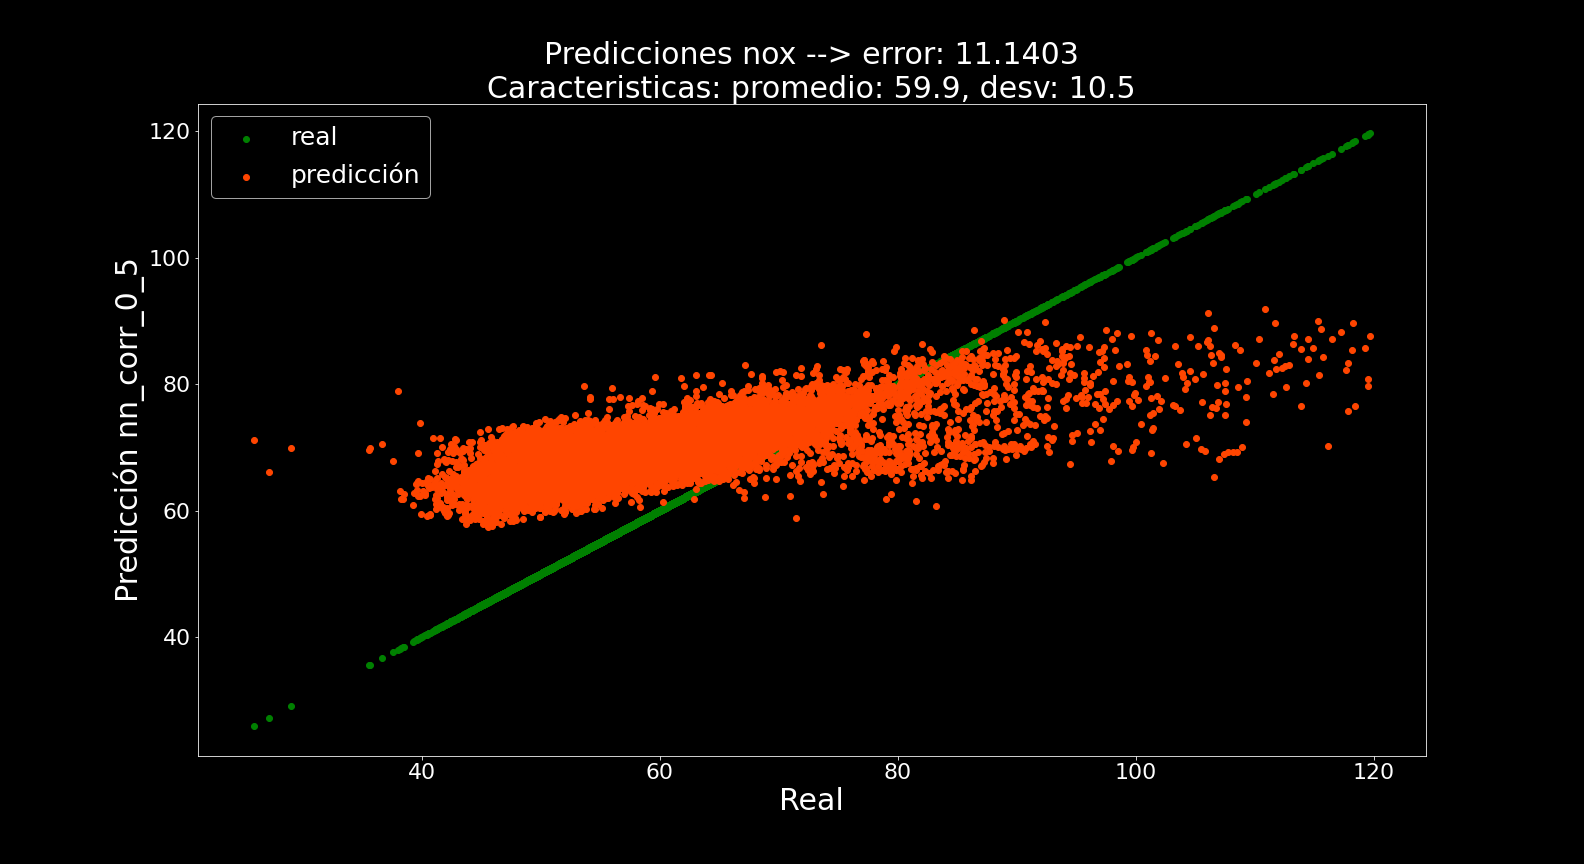 Predicciones nox --> error: 11.1403
Caracteristicas: promedio: 59.9, desv: 10.5
real
predicción
120
100
80
60
40
Predicción nn_corr_0_5
40
60
80
100
120
Real